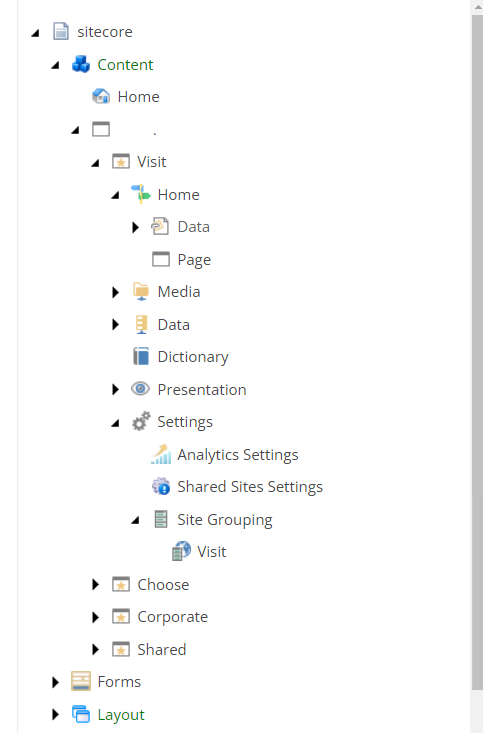 sitecore
Content
Home
Visit
Home
Data
Page
Media
Data
Dictionary
Presentation
Settings
Analytics Settings
Shared Sites Settings
Site Grouping
Visit
Choose
Corporate
Shared
Forms
Layout